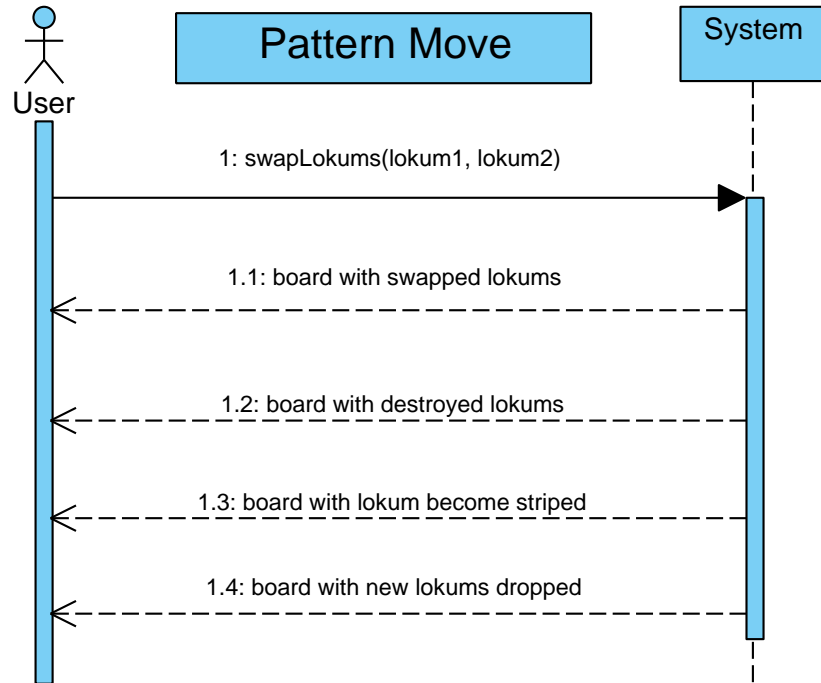 Pattern Move
System
User
1: swapLokums(lokum1, lokum2)
1.1: board with swapped lokums
1.2: board with destroyed lokums
1.3: board with lokum become striped
1.4: board with new lokums dropped